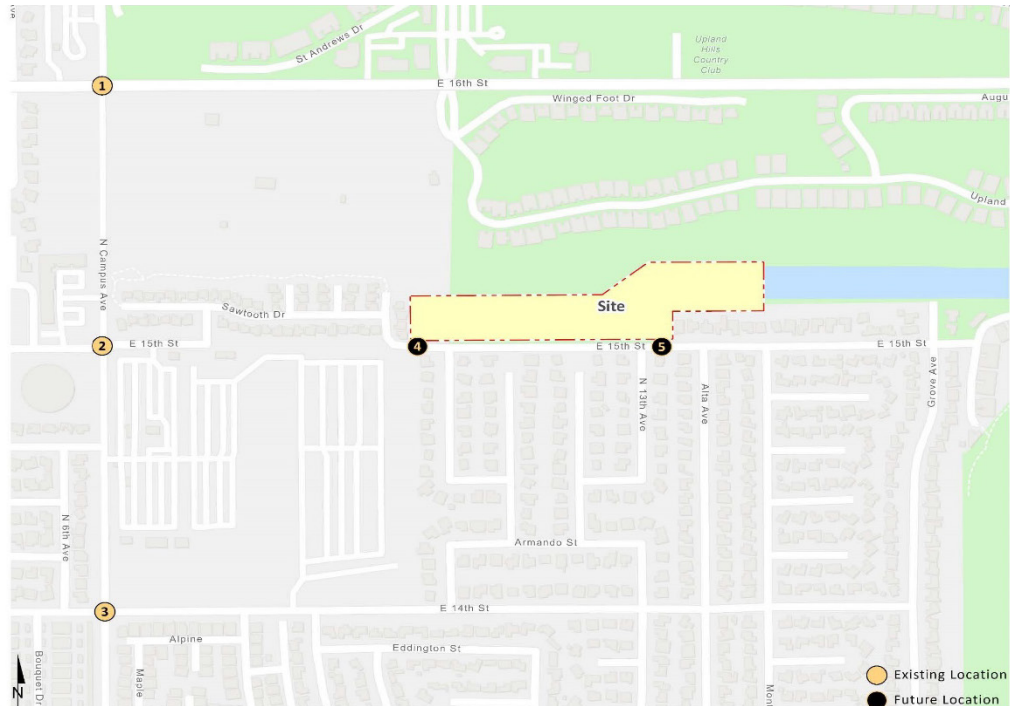 St Andrews Dr
Upland
Hills
Country
Club
1
E 16th St
Winged Foot Dr
Augu
Upland
N Campus Ave
Site
Sawtooth Dr
2
E 15th St
4
E 15th St
5
E 15th St
N 13th Ave
Alta Ave
Grove Ave
N 6th Ave
Armando St
3
E 14th St
Alpine
Eddington St
Bouquet Dr
Maple
Mont
N
Existing Location
Future Location